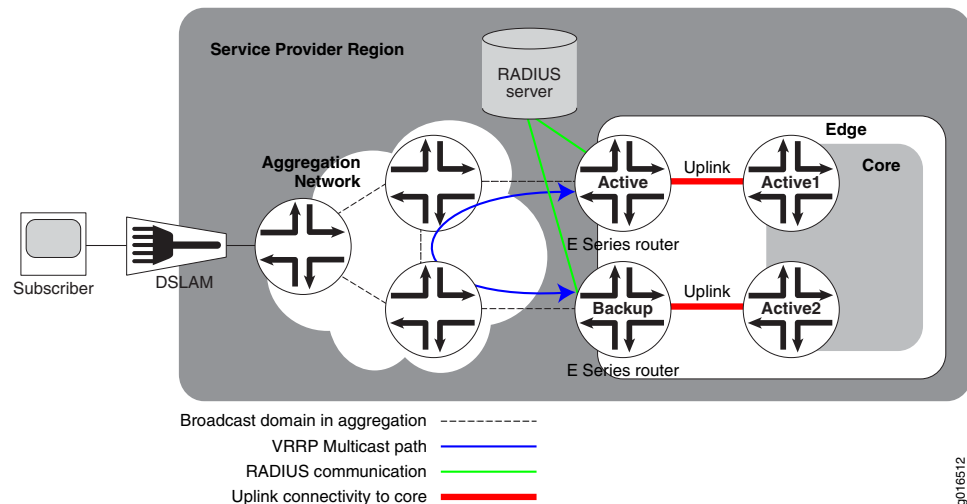 Service Provider Region
RADIUS
server
Edge
Aggregation
Network
Active
Uplink
Active1
Core
Subscriber
DSLAM
E Series router
Backup
Uplink
Active2
E Series router
Broadcast domain in aggregation
VRRP Multicast path
RADIUS communication
Uplink connectivity to core
g016512